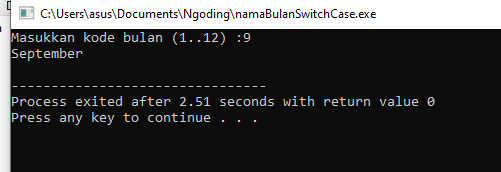 C:\Users\asus\Documents\Ngoding\namaBulanSwitchCase.exe
Masukkan kode bulan (1..12) :9
September
--------------------------------
Process exited after 2.51 seconds with return value 0
Press any key to continue . . .